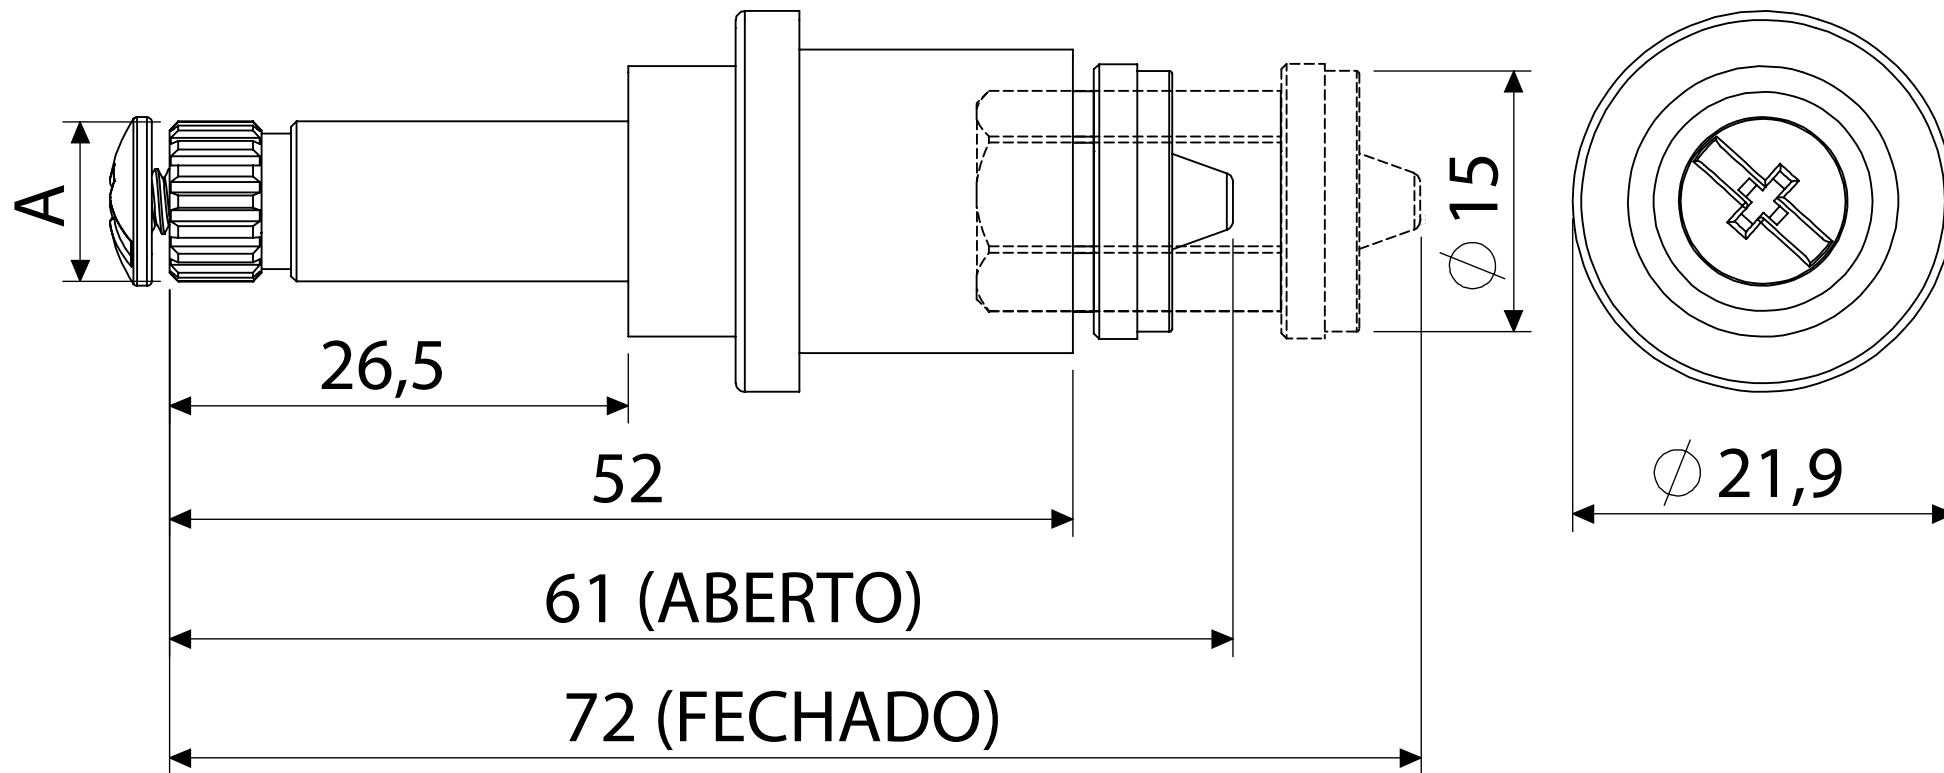 A
26,5
52
61 (ABERTO)
72 (FECHADO)
⌀ 15
⌀ 21,9